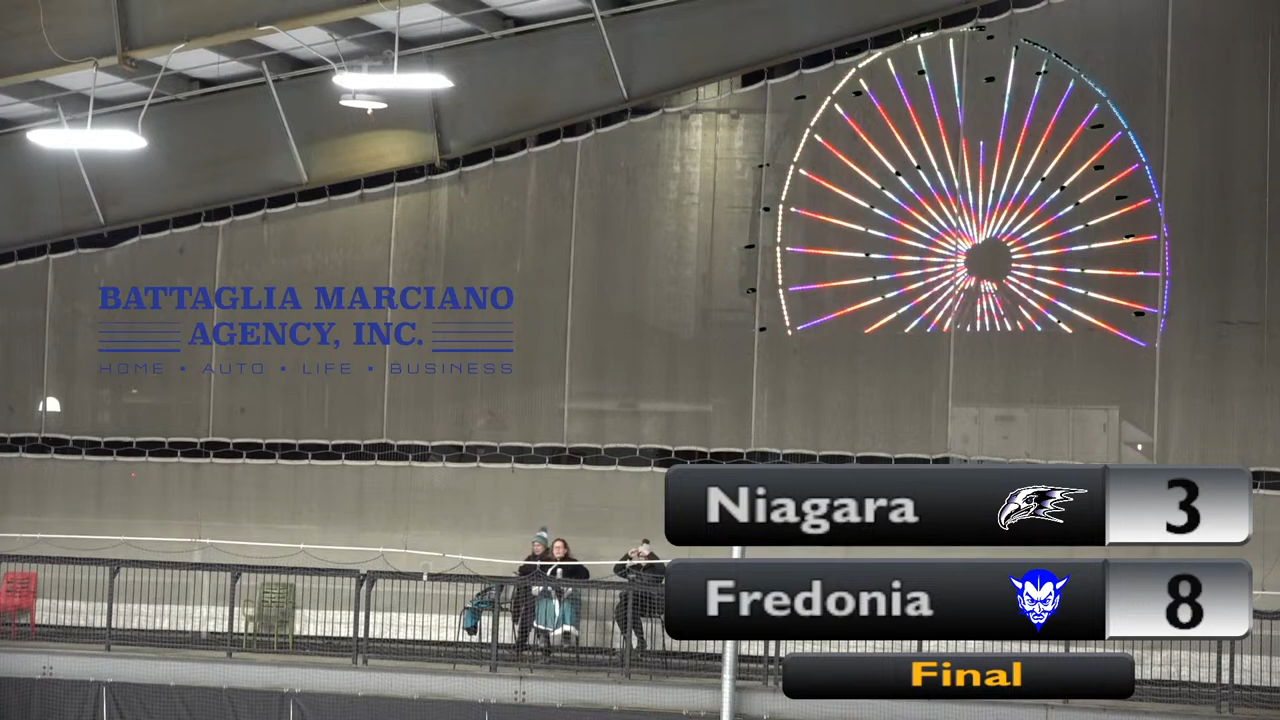 BATTAGLIA MARCIANO
AGENCY, INC.
HOME • AUTO • LIFE • BUSINESS
Niagara 3
Fredonia 8
Final